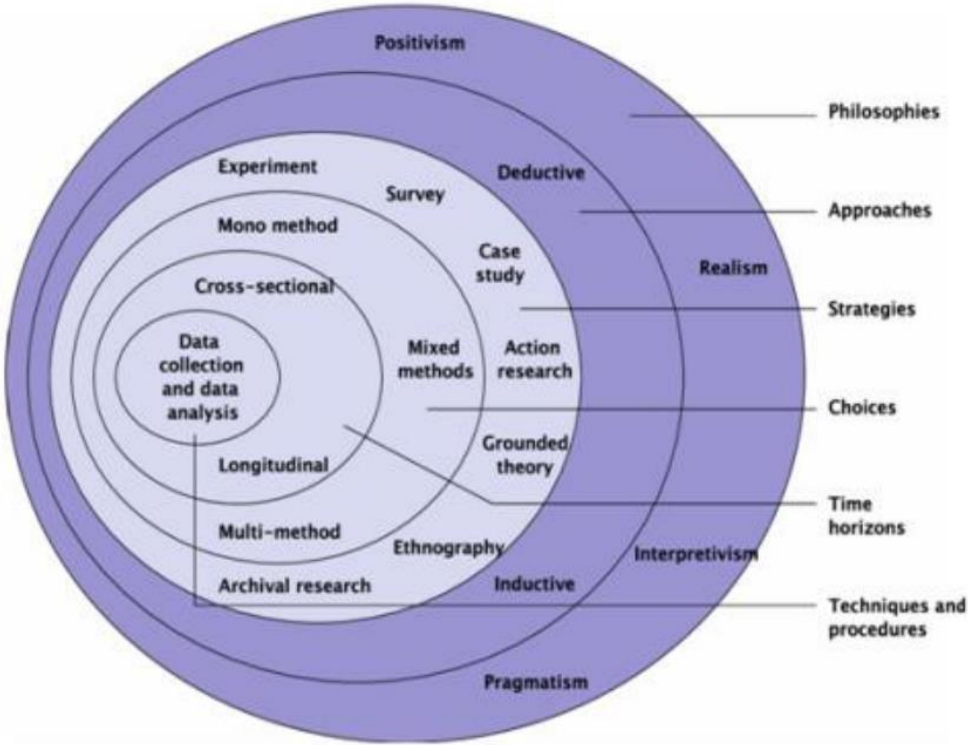 Positivism
Philosophies
Experiment
Deductive
Survey
Approaches
Mono method
Case
study
Realism
Cross-sectional
Strategies
Data
collection
and data
analysis
Mixed
methods
Action
research
Choices
Grounded
theory
Longitudinal
Time
horizons
Multi-method
Ethnography
Interpretivism
Archival research
Inductive
Techniques and
procedures
Pragmatism